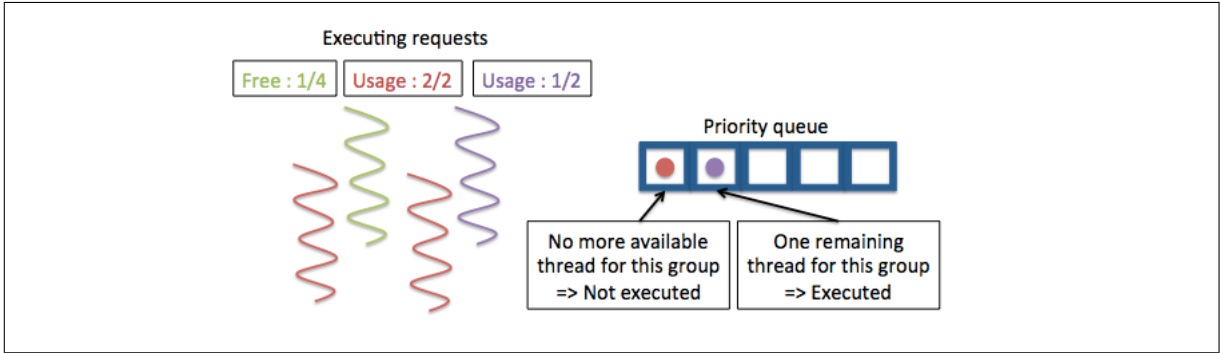 Executing requests
Free : 1/4
Usage : 2/2
Usage : 1/2
Priority queue
No more available
thread for this group
=> Not executed
One remaining
thread for this group
=> Executed